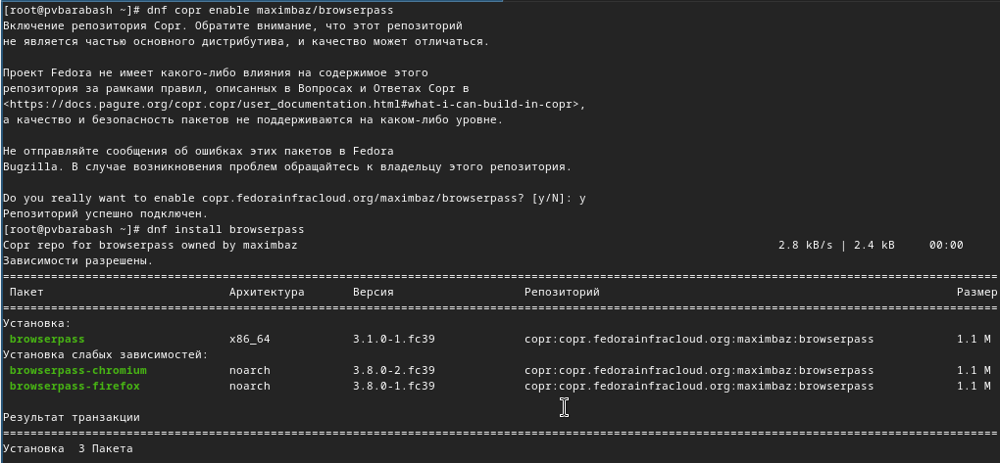 [root@pvbarabash ~]# dnf copr enable maximbaz/browserpass
Включение репозитория Copr. Обратите внимание, что этот репозиторий
не является частью основного дистрибутива, и качество может отличаться.
Проект Fedora не имеет какого-либо влияния на содержимое этого
репозитория за рамками правил, описанных в Вопросах и Ответах Copr в
<https://docs.pagure.org/copr.copr/user_documentation.html#what-i-can-build-in-copr>,
а качество и безопасность пакетов не поддерживаются на каком-либо уровне.
Не отправляйте сообщения об ошибках этих пакетов в Fedora
Bugzilla. В случае возникновения проблем обращайтесь к владельцу этого репозитория.
Do you really want to enable copr.fedorainfracloud.org/maximbaz/browserpass? [y/N]: y
Репозиторий успешно подключен.
[root@pvbarabash ~]# dnf install browserpass
Copr repo for browserpass owned by maximbaz 2.8 kB/s | 2.4 kB 00:00
Зависимости разрешены.
Пакет Архитектура Версия Репозиторий Размер
Установка:
browserpass x86_64 3.1.0-1.fc39 copr:copr.fedorainfracloud.org:maximbaz:browserpass 1.1 M
Установка слабых зависимостей:
browserpass-chromium noarch 3.8.0-2.fc39 copr:copr.fedorainfracloud.org:maximbaz:browserpass 1.1 M
browserpass-firefox noarch 3.8.0-1.fc39 copr:copr.fedorainfracloud.org:maximbaz:browserpass 1.1 M
Результат транзакции
Установка 3 Пакета